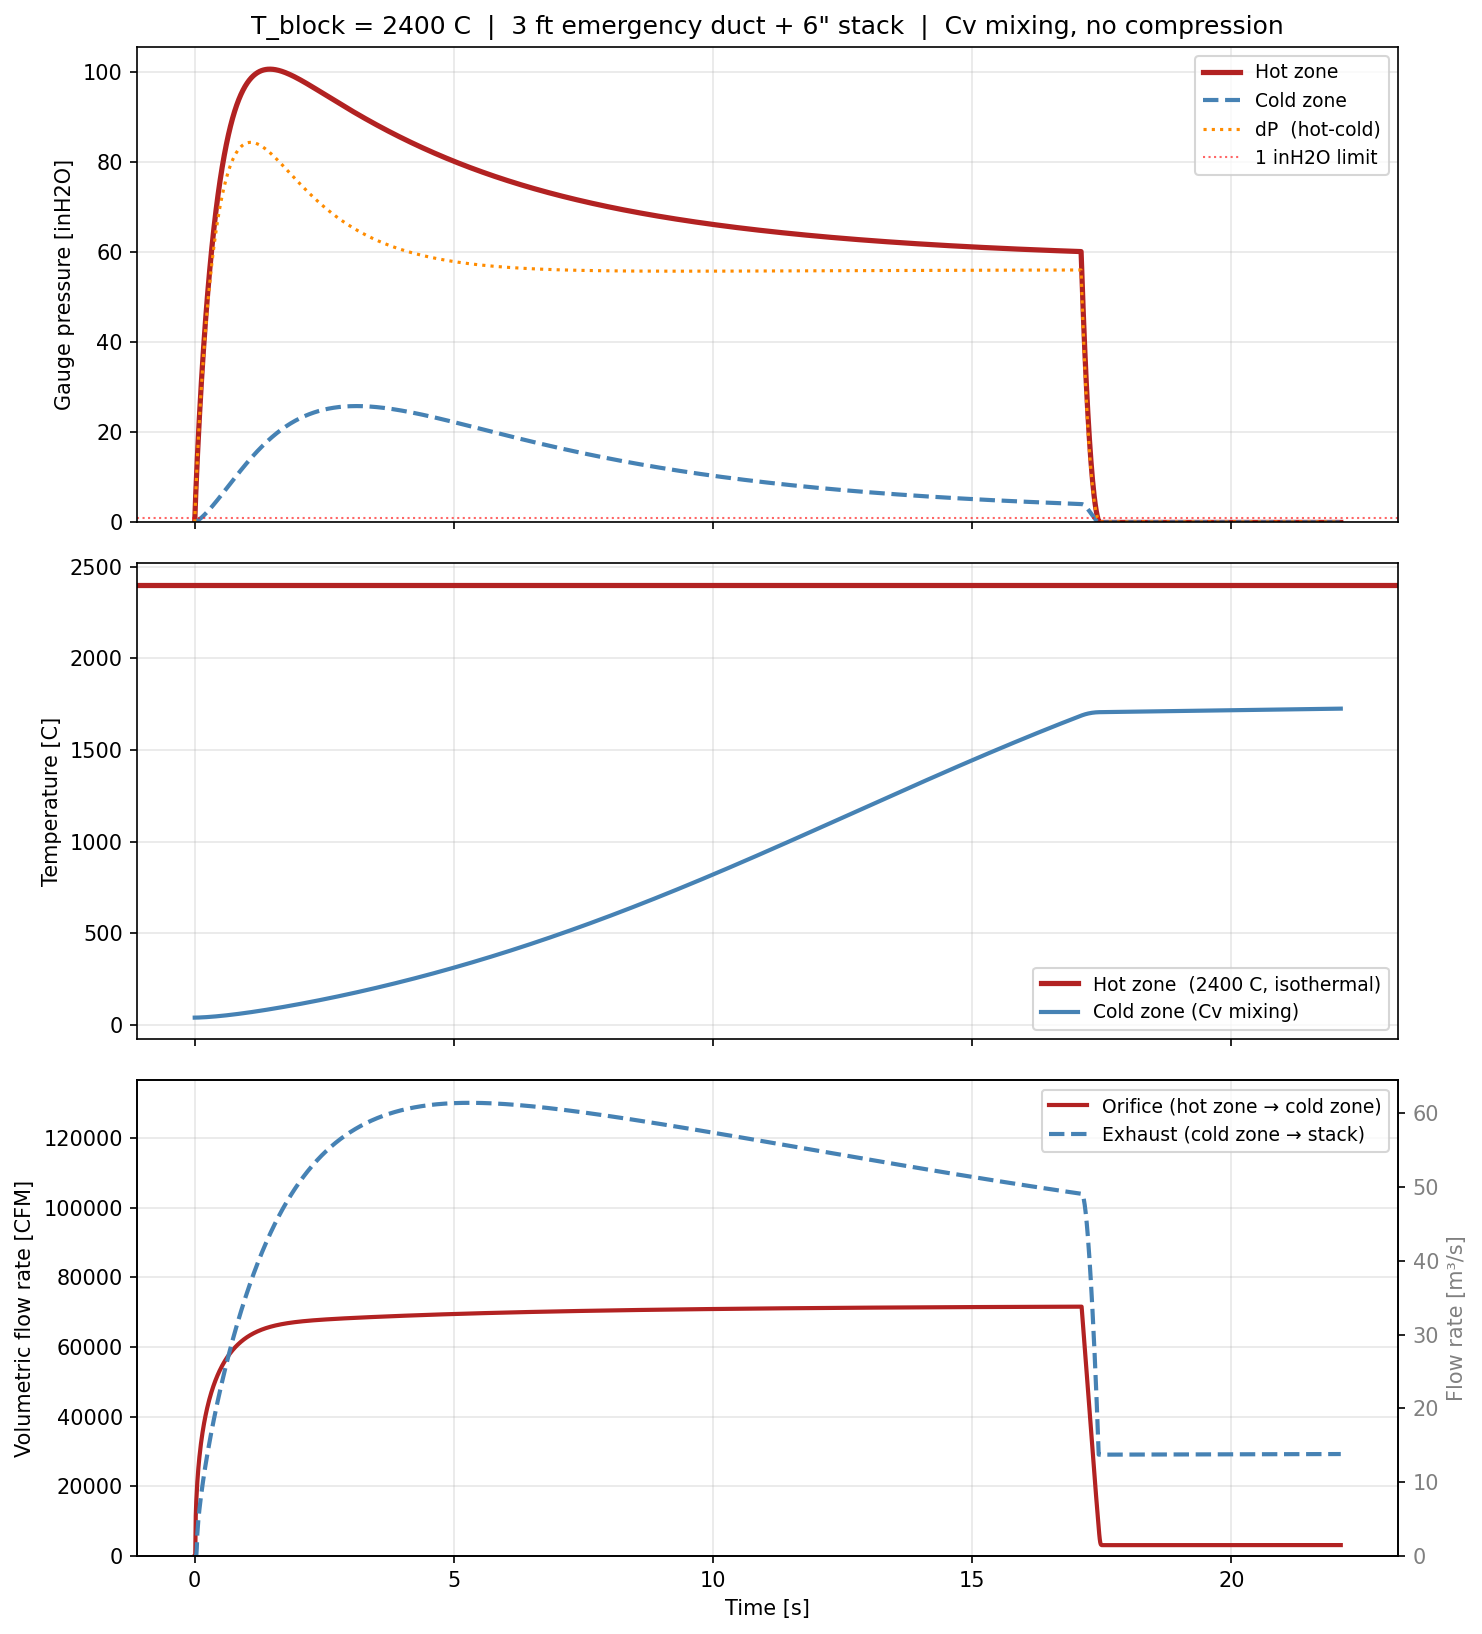 T_block = 2400 C  |  3 ft emergency duct + 6" stack  |  Cv mixing, no compression
Gauge pressure [inH2O]
100
80
60
40
20
0
Hot zone
Cold zone
dP  (hot-cold)
1 inH2O limit
Temperature [C]
2500
2000
1500
1000
500
0
Hot zone  (2400 C, isothermal)
Cold zone (Cv mixing)
Volumetric flow rate [CFM]
120000
100000
80000
60000
40000
20000
0
Orifice (hot zone → cold zone)
Exhaust (cold zone → stack)
60
50
40
30
20
10
0
Flow rate [m³/s]
0
5
10
15
20
Time [s]